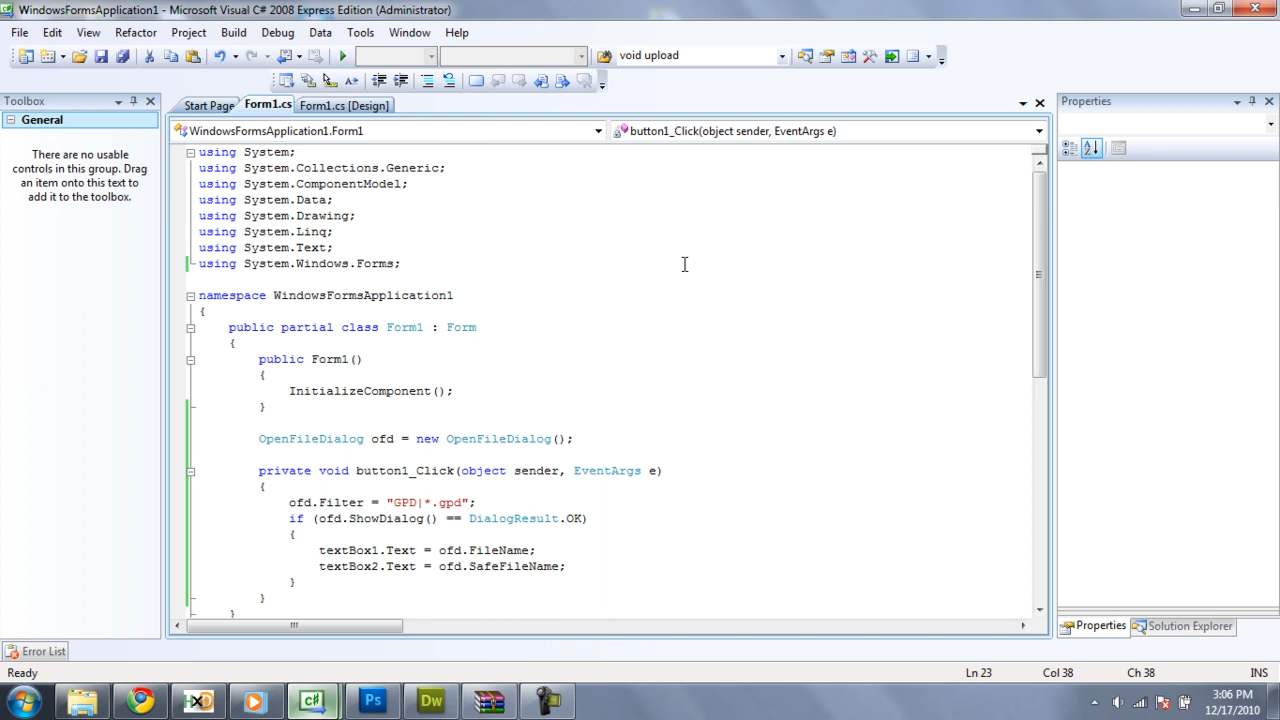 WindowsFormsApplication1 - Microsoft Visual C# 2008 Express Edition (Administrator)
File Edit View Refactor Project Build Debug Data Tools Window Help
void upload
Toolbox
Start Page Form1.cs Form1.cs [Design]
Properties
General
WindowsFormsApplication1.Form1
button1_Click(object sender, EventArgs e)
There are no usable
controls in this group. Drag
an item onto this text to
add it to the toolbox.
using System;
using System.Collections.Generic;
using System.ComponentModel;
using System.Data;
using System.Drawing;
using System.Linq;
using System.Text;
using System.Windows.Forms;
namespace WindowsFormsApplication1
{
public partial class Form1 : Form
{
public Form1()
{
InitializeComponent();
}
OpenFileDialog ofd = new OpenFileDialog();
private void button1_Click(object sender, EventArgs e)
{
ofd.Filter = "GPD|*.gpd";
if (ofd.ShowDialog() == DialogResult.OK)
{
textBox1.Text = ofd.FileName;
textBox2.Text = ofd.SafeFileName;
}
}
}
Properties Solution Explorer
Error List
Ready
Ln 23 Col 38 Ch 38 INS
XD C# Ps Dw
3:06 PM
12/17/2010